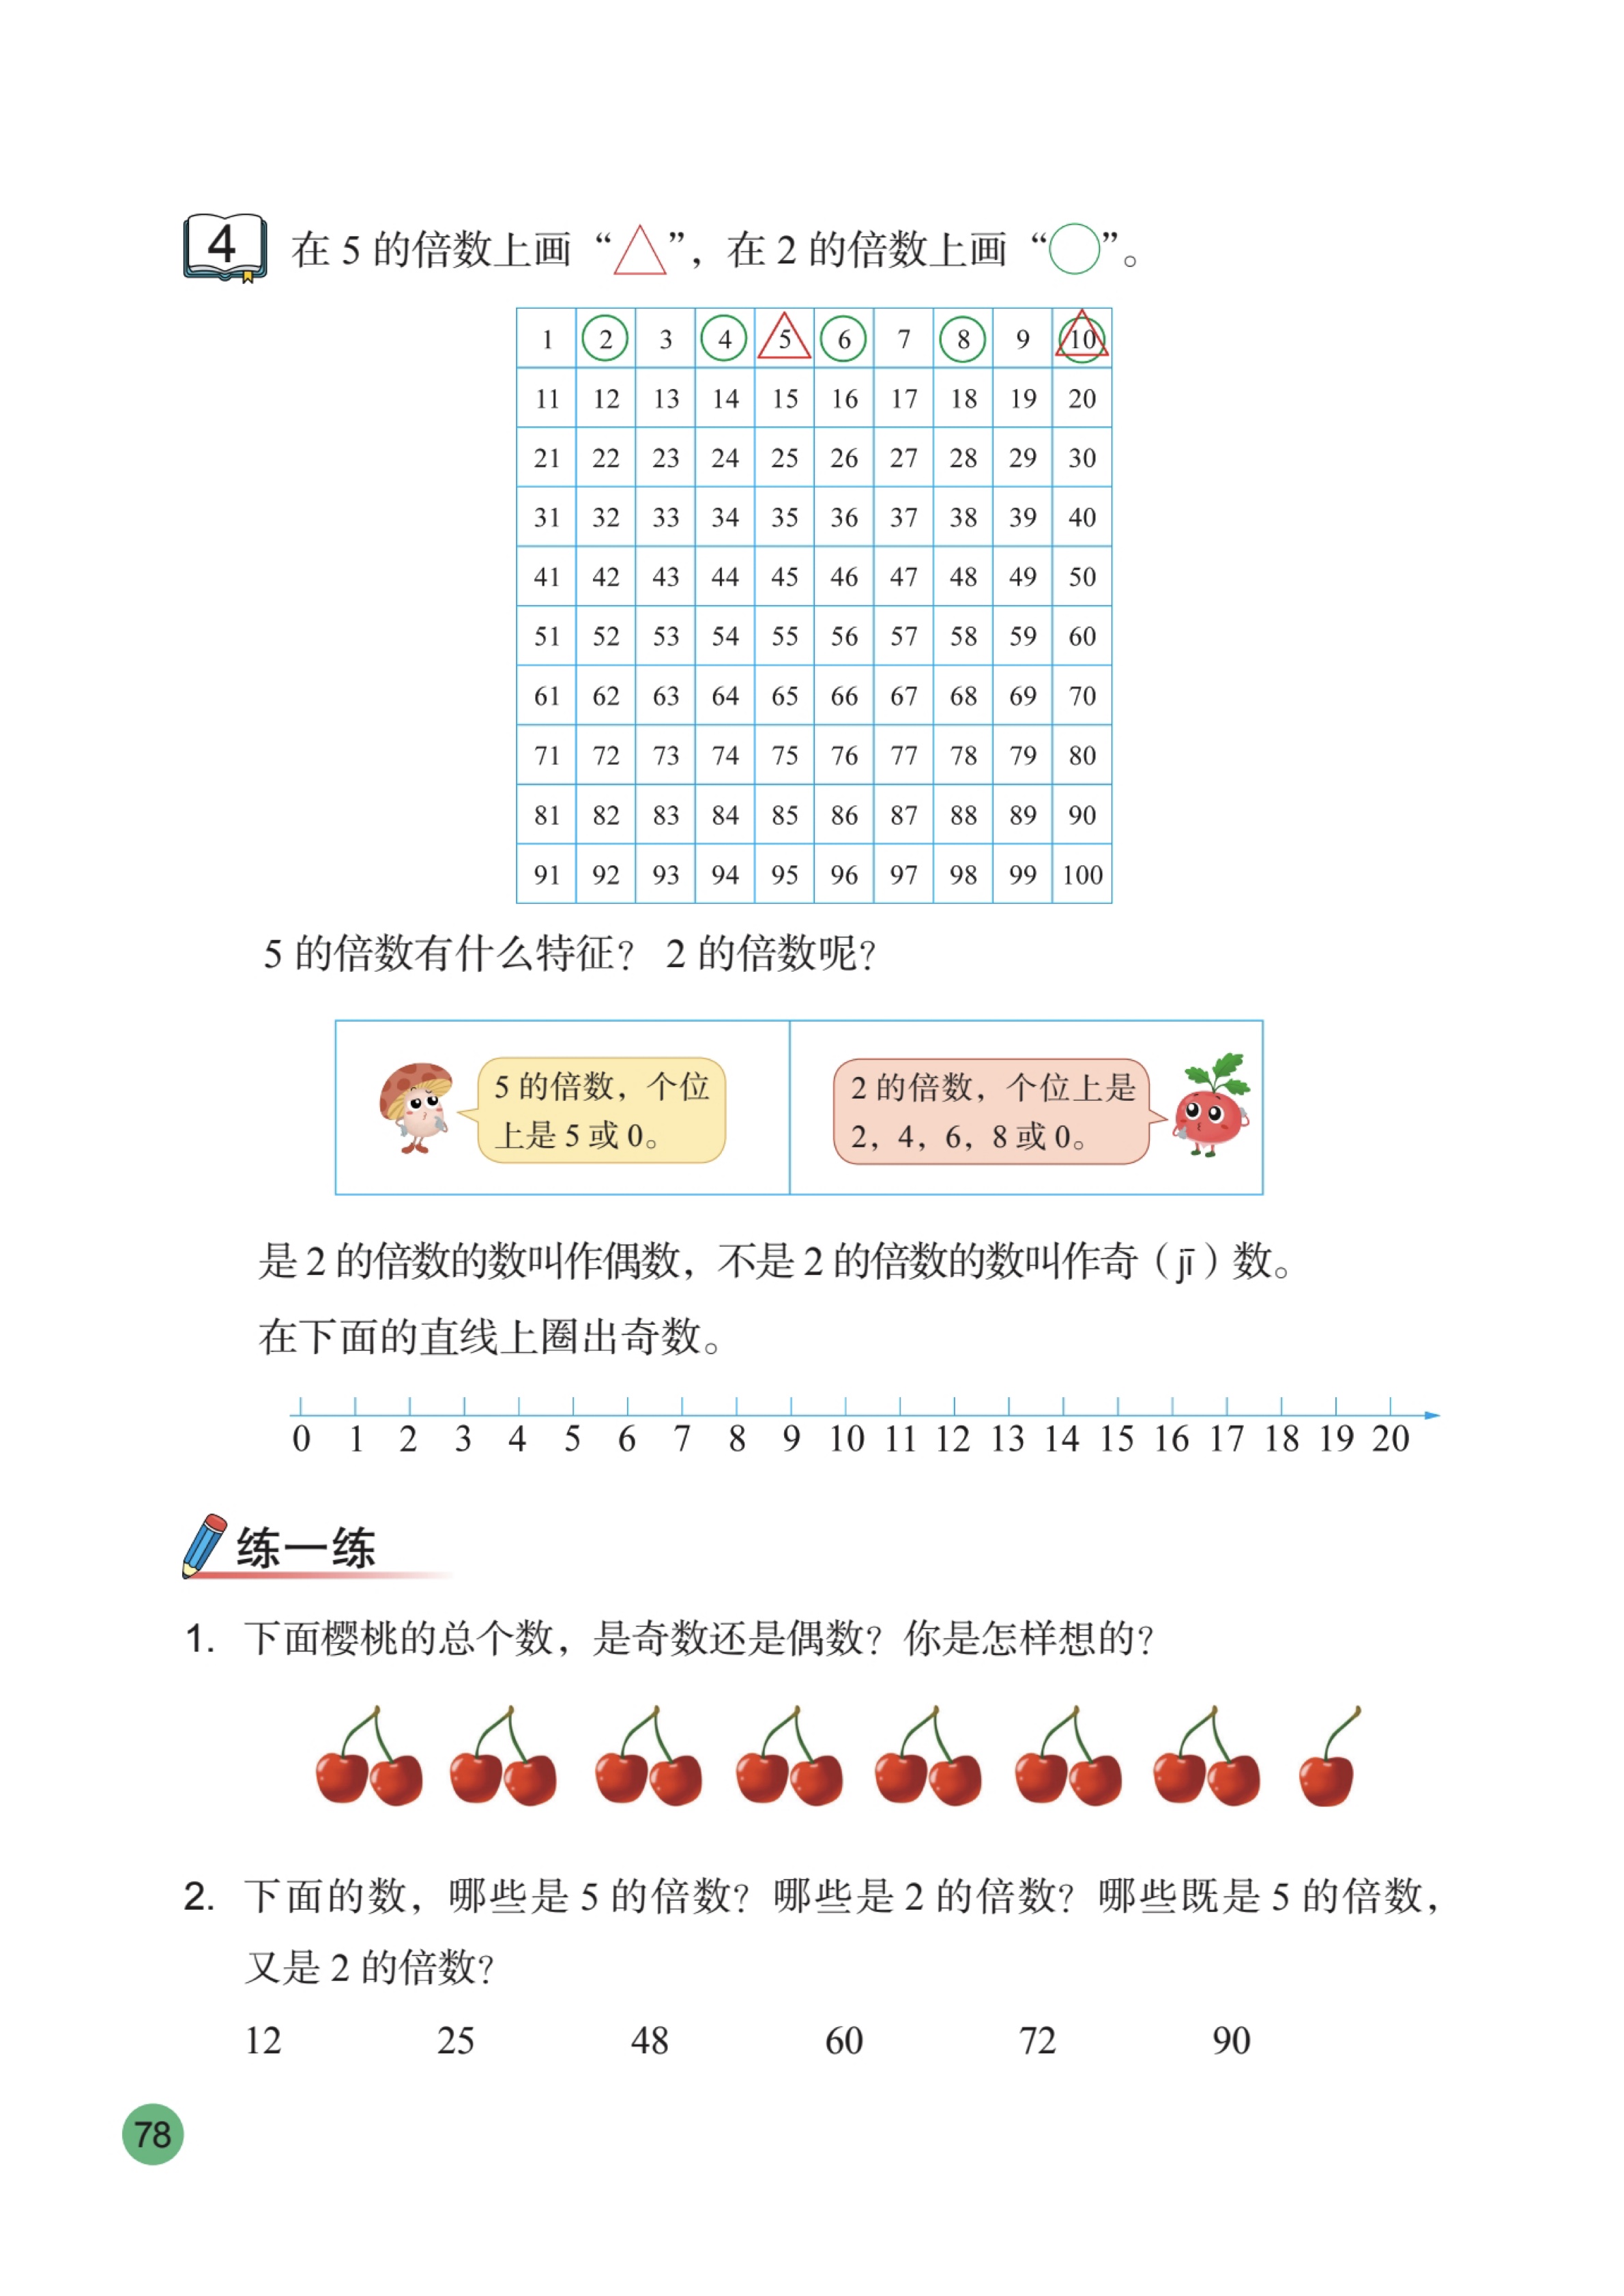 4 在 5 的倍数上画“△”，在 2 的倍数上画“○”。
1 2 3 4 5 6 7 8 9 10
11 12 13 14 15 16 17 18 19 20
21 22 23 24 25 26 27 28 29 30
31 32 33 34 35 36 37 38 39 40
41 42 43 44 45 46 47 48 49 50
51 52 53 54 55 56 57 58 59 60
61 62 63 64 65 66 67 68 69 70
71 72 73 74 75 76 77 78 79 80
81 82 83 84 85 86 87 88 89 90
91 92 93 94 95 96 97 98 99 100
5 的倍数有什么特征？ 2 的倍数呢？
5 的倍数，个位
上是 5 或 0。
2 的倍数，个位上是
2，4，6，8 或 0。
是 2 的倍数的数叫作偶数，不是 2 的倍数的数叫作奇（jī）数。
在下面的直线上圈出奇数。
0 1 2 3 4 5 6 7 8 9 10 11 12 13 14 15 16 17 18 19 20
练一练
1. 下面樱桃的总个数，是奇数还是偶数？你是怎样想的？
2. 下面的数，哪些是 5 的倍数？哪些是 2 的倍数？哪些既是 5 的倍数，
又是 2 的倍数？
12 25 48 60 72 90
78